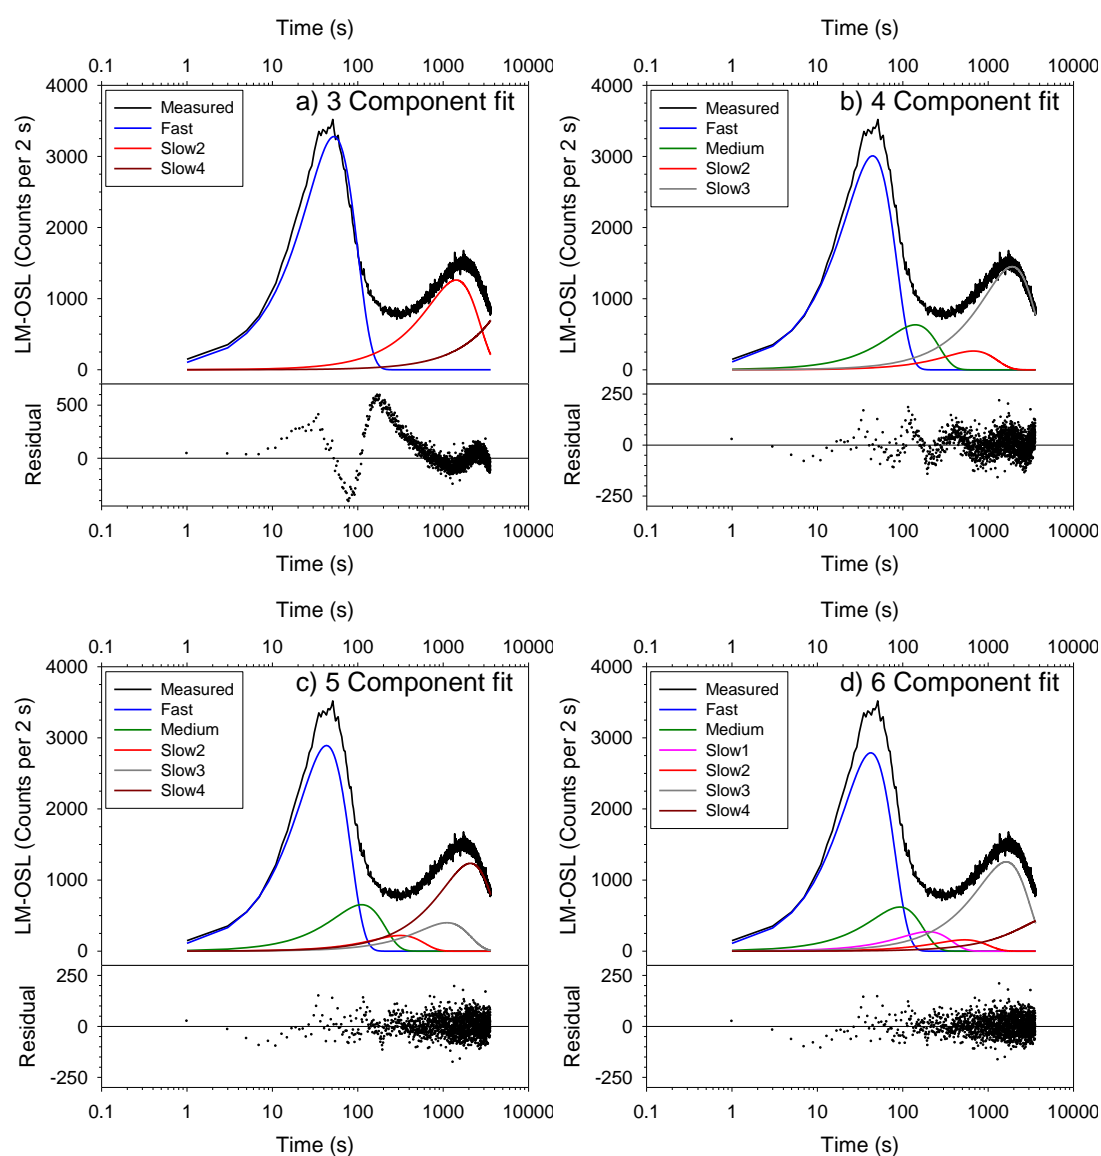 Time (s)
0.1 1 10 100 1000 10000
a) 3 Component fit
Measured
Fast
Slow2
Slow4
LM-OSL (Counts per 2 s)
4000
3000
2000
1000
0
Residual
500
0
0.1 1 10 100 1000 10000
Time (s)
Time (s)
0.1 1 10 100 1000 10000
b) 4 Component fit
Measured
Fast
Medium
Slow2
Slow3
LM-OSL (Counts per 2 s)
4000
3000
2000
1000
0
Residual
250
0
-250
0.1 1 10 100 1000 10000
Time (s)
Time (s)
0.1 1 10 100 1000 10000
c) 5 Component fit
Measured
Fast
Medium
Slow2
Slow3
Slow4
LM-OSL (Counts per 2 s)
4000
3000
2000
1000
0
Residual
250
0
-250
0.1 1 10 100 1000 10000
Time (s)
Time (s)
0.1 1 10 100 1000 10000
d) 6 Component fit
Measured
Fast
Medium
Slow1
Slow2
Slow3
Slow4
LM-OSL (Counts per 2 s)
4000
3000
2000
1000
0
Residual
250
0
-250
0.1 1 10 100 1000 10000
Time (s)